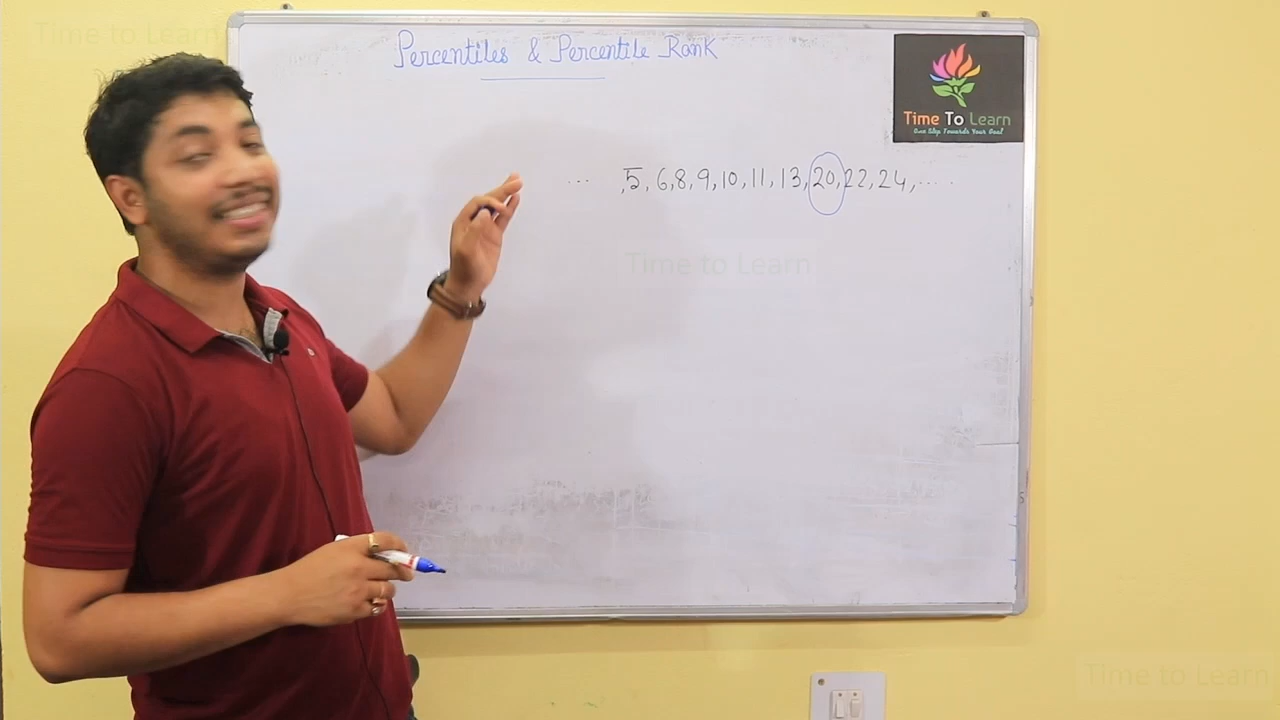 Time to Learn
Percentiles & Percentile Rank
Time To Learn
One Step Towards Your Goal
... ,5, 6,8,9,10,11,13,20,22,24,.....
Time to Learn
Time to Learn